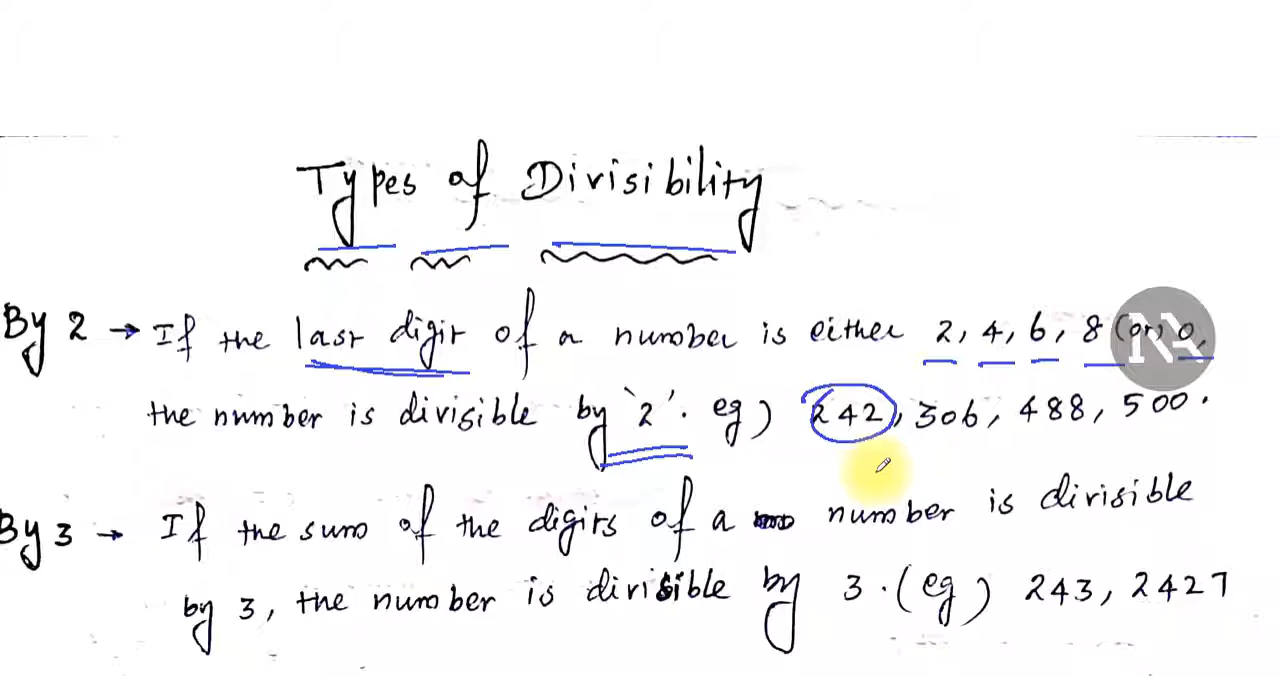 Types of Divisibility
By 2 → If the last digit of a number is either 2, 4, 6, 8 (or) 0,
the number is divisible by '2'. eg) 242, 306, 488, 500.
By 3 → If the sum of the digits of a number is divisible
by 3, the number is divisible by 3. (eg) 243, 2427